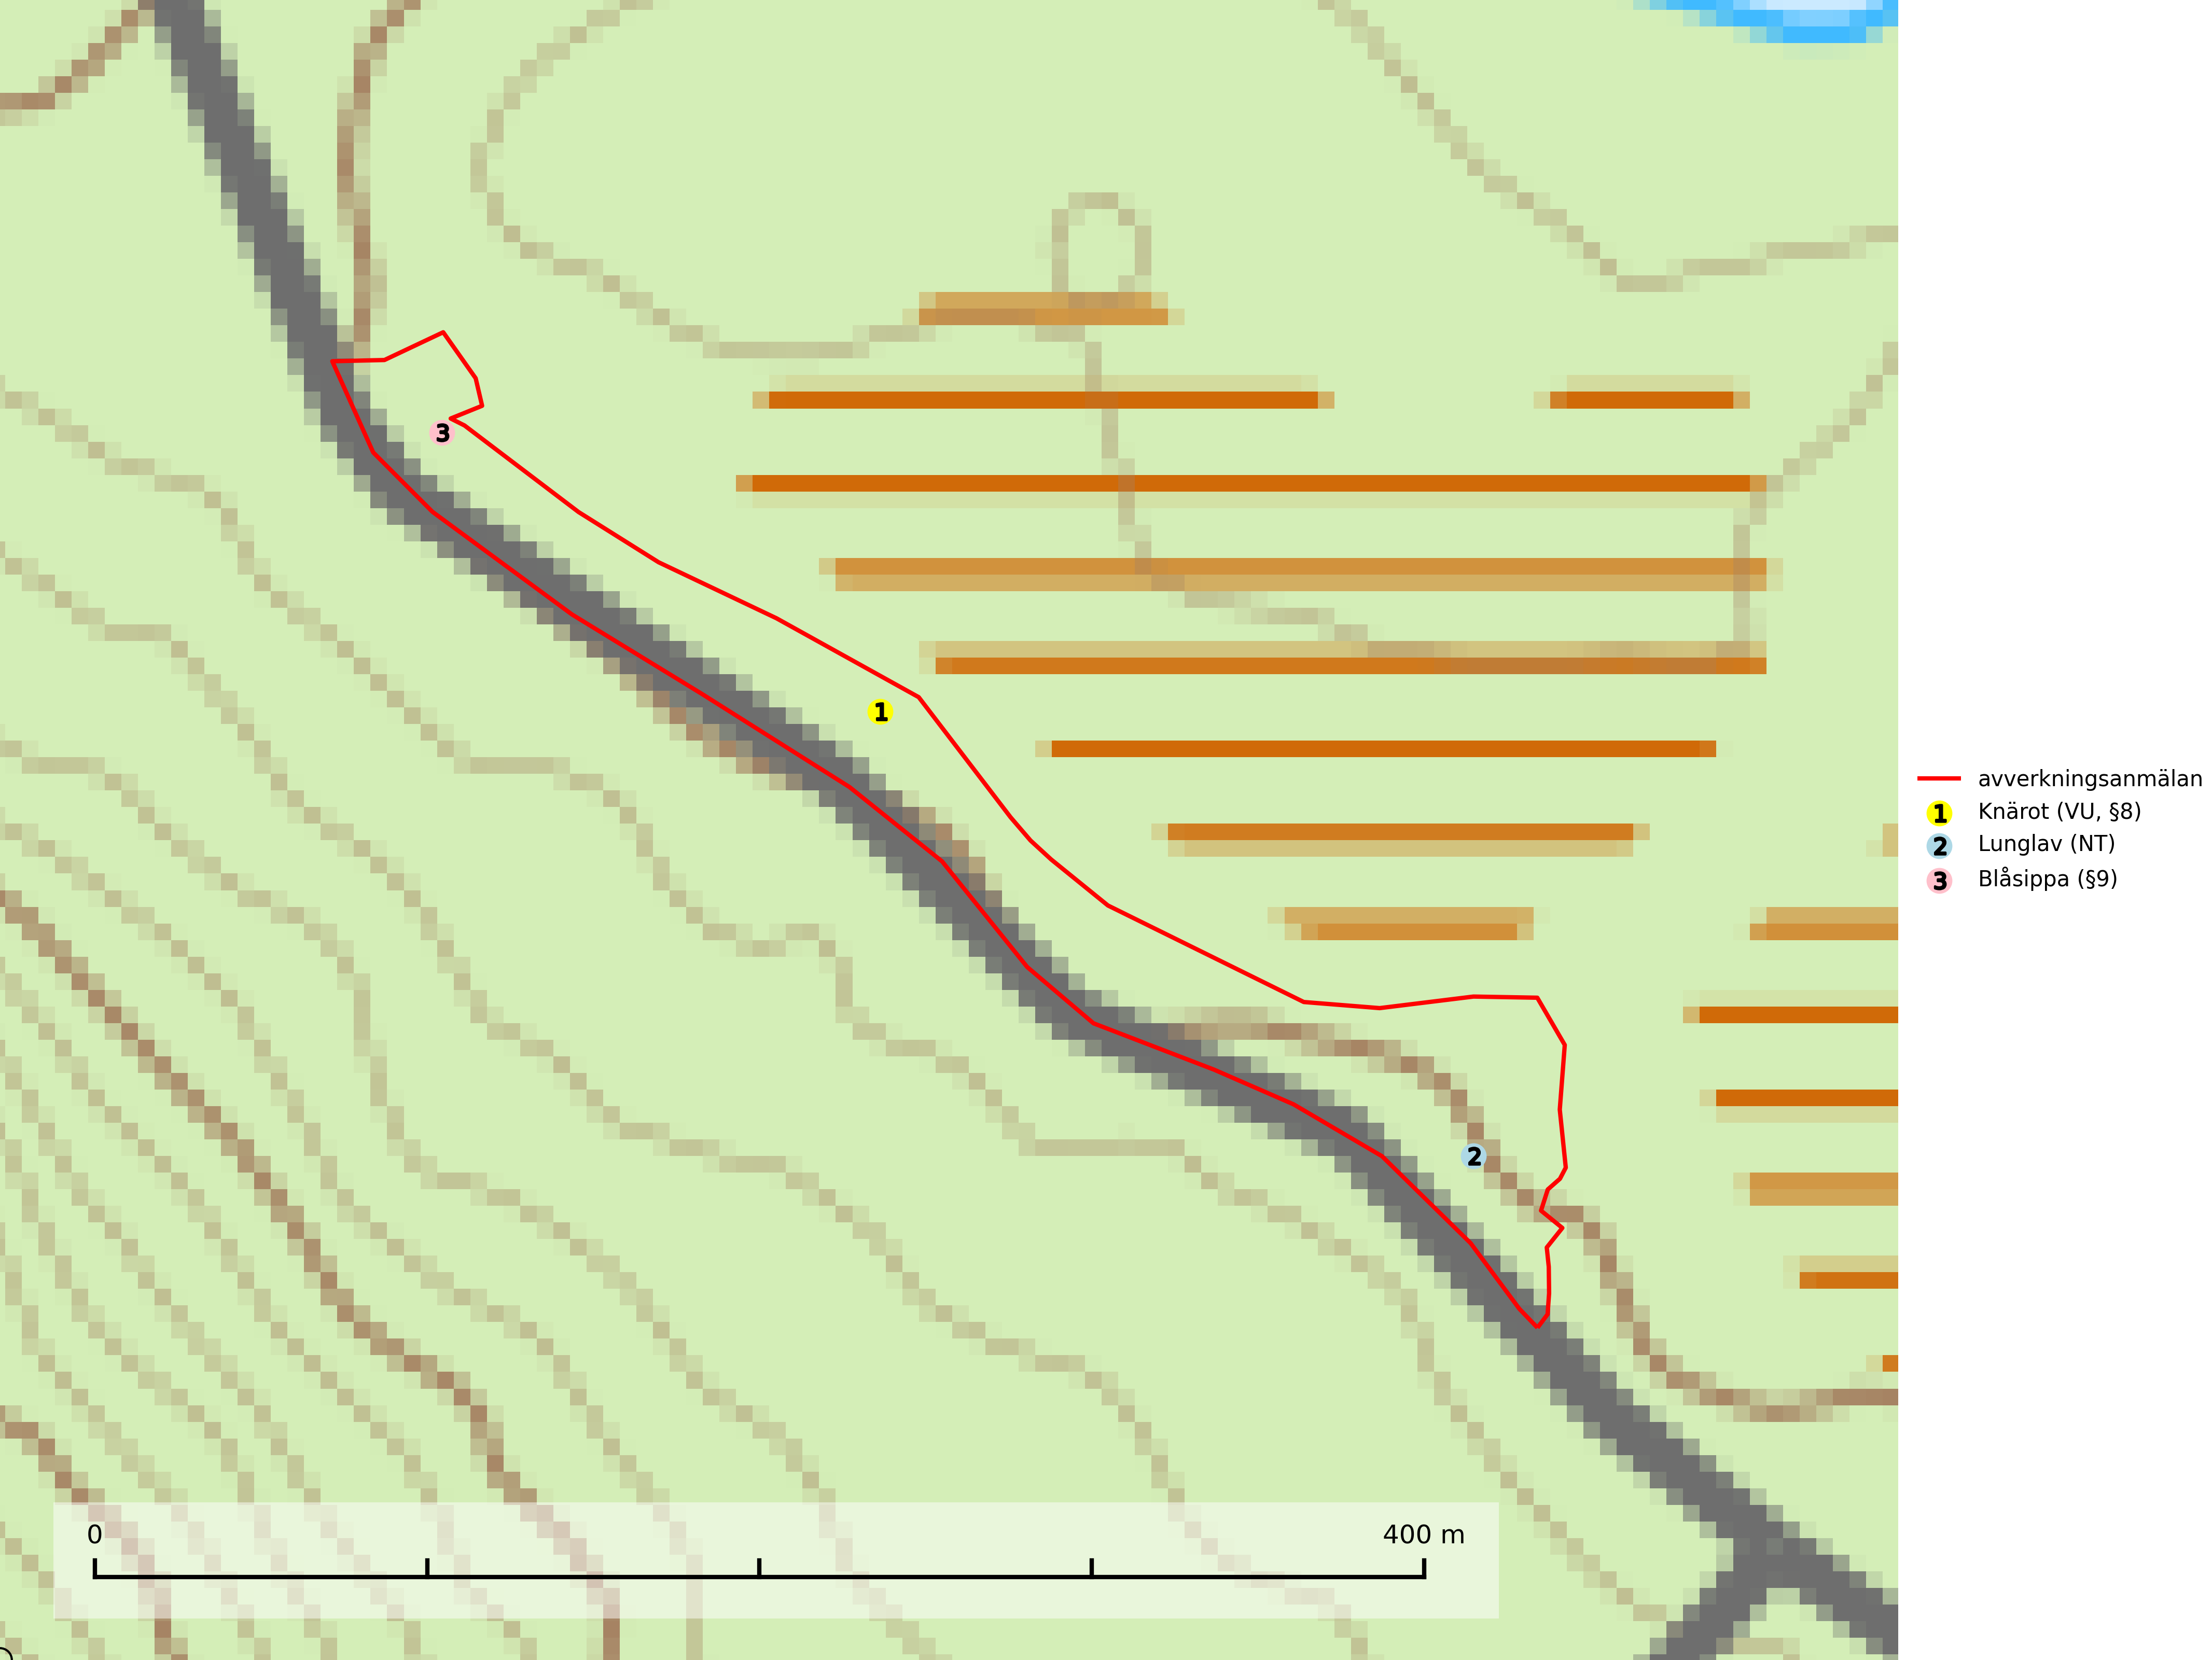 3
1
2
avverkningsanmälan
1 Knärot (VU, §8)
2 Lunglav (NT)
3 Blåsippa (§9)
0 400 m